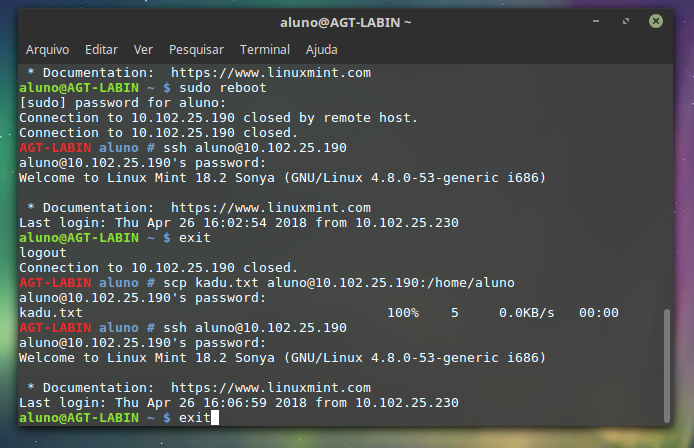 aluno@AGT-LABIN ~
Arquivo Editar Ver Pesquisar Terminal Ajuda
* Documentation:  https://www.linuxmint.com
aluno@AGT-LABIN ~ $ sudo reboot
[sudo] password for aluno:
Connection to 10.102.25.190 closed by remote host.
Connection to 10.102.25.190 closed.
AGT-LABIN aluno # ssh aluno@10.102.25.190
aluno@10.102.25.190's password:
Welcome to Linux Mint 18.2 Sonya (GNU/Linux 4.8.0-53-generic i686)
* Documentation:  https://www.linuxmint.com
Last login: Thu Apr 26 16:02:54 2018 from 10.102.25.230
aluno@AGT-LABIN ~ $ exit
logout
Connection to 10.102.25.190 closed.
AGT-LABIN aluno # scp kadu.txt aluno@10.102.25.190:/home/aluno
aluno@10.102.25.190's password:
kadu.txt                                      100%    5     0.0KB/s   00:00
AGT-LABIN aluno # ssh aluno@10.102.25.190
aluno@10.102.25.190's password:
Welcome to Linux Mint 18.2 Sonya (GNU/Linux 4.8.0-53-generic i686)
* Documentation:  https://www.linuxmint.com
Last login: Thu Apr 26 16:06:59 2018 from 10.102.25.230
aluno@AGT-LABIN ~ $ exit